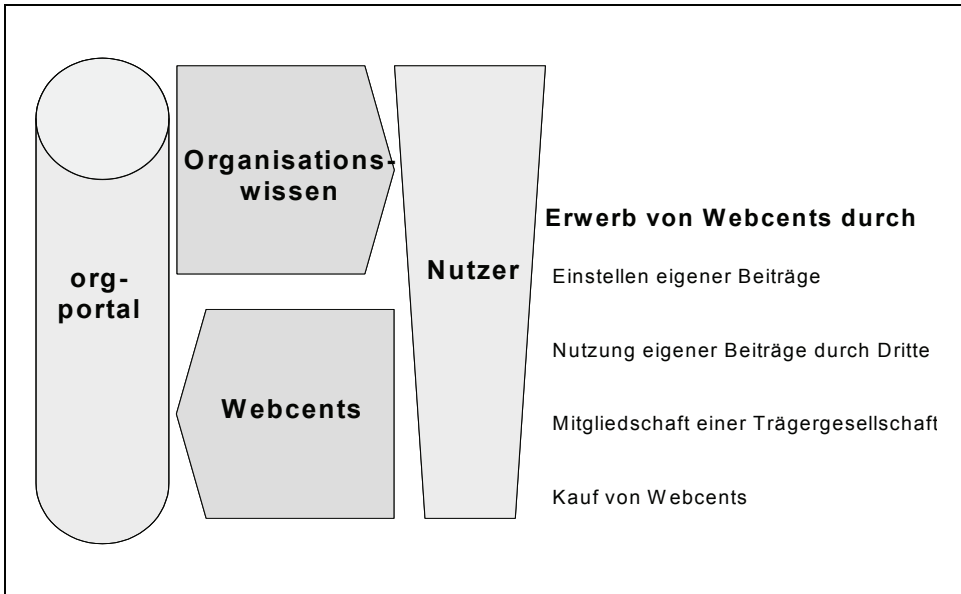 Organisations-
wissen
org-
portal
Nutzer
Webcents
Erwerb von Webcents durch
Einstellen eigener Beiträge
Nutzung eigener Beiträge durch Dritte
Mitgliedschaft einer Trägergesellschaft
Kauf von Webcents